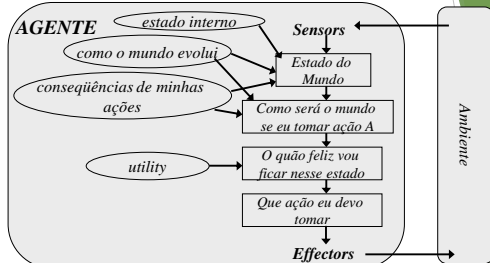 AGENTE
estado interno
Sensors
como o mundo evolui
Estado do
Mundo
conseqüências de minhas
ações
Como será o mundo
se eu tomar ação A
utility
O quão feliz vou
ficar nesse estado
Que ação eu devo
tomar
Effectors
Ambiente